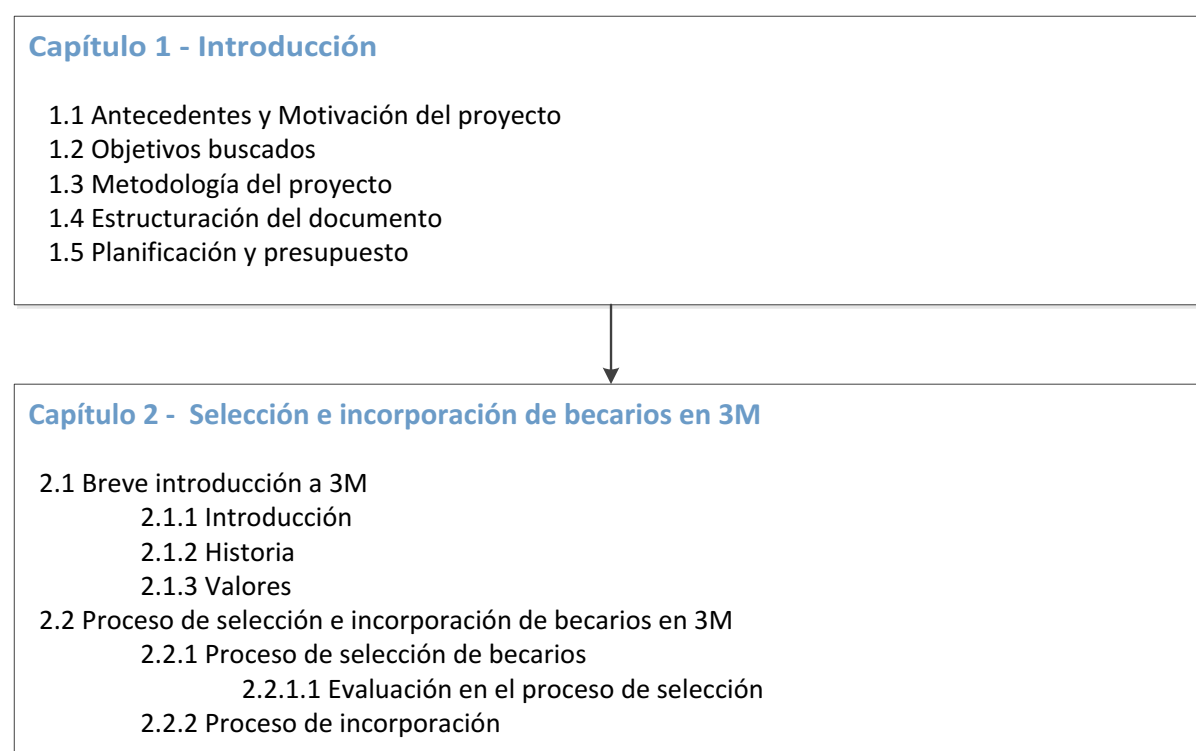 Capítulo 1 - Introducción
1.1 Antecedentes y Motivación del proyecto
1.2 Objetivos buscados
1.3 Metodología del proyecto
1.4 Estructuración del documento
1.5 Planificación y presupuesto
Capítulo 2 - Selección e incorporación de becarios en 3M
2.1 Breve introducción a 3M
2.1.1 Introducción
2.1.2 Historia
2.1.3 Valores
2.2 Proceso de selección e incorporación de becarios en 3M
2.2.1 Proceso de selección de becarios
2.2.1.1 Evaluación en el proceso de selección
2.2.2 Proceso de incorporación